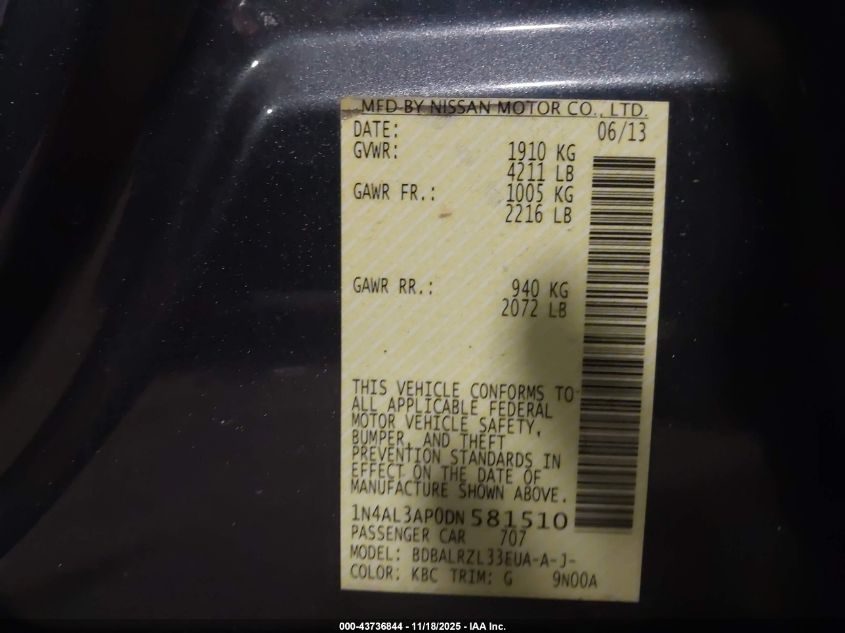 MFD BY NISSAN MOTOR CO., LTD.
DATE: 06/13
GVWR: 1910 KG
4211 LB
GAWR FR.: 1005 KG
2216 LB
GAWR RR.: 940 KG
2072 LB
THIS VEHICLE CONFORMS TO
ALL APPLICABLE FEDERAL
MOTOR VEHICLE SAFETY,
BUMPER, AND THEFT
PREVENTION STANDARDS IN
EFFECT ON THE DATE OF
MANUFACTURE SHOWN ABOVE.
1N4AL3AP0DN581510
PASSENGER CAR 707
MODEL: BDBALRZL33EUA-A-J-
COLOR: KBC TRIM: G 9N00A
000-43736844 — 11/18/2025 — IAA Inc.